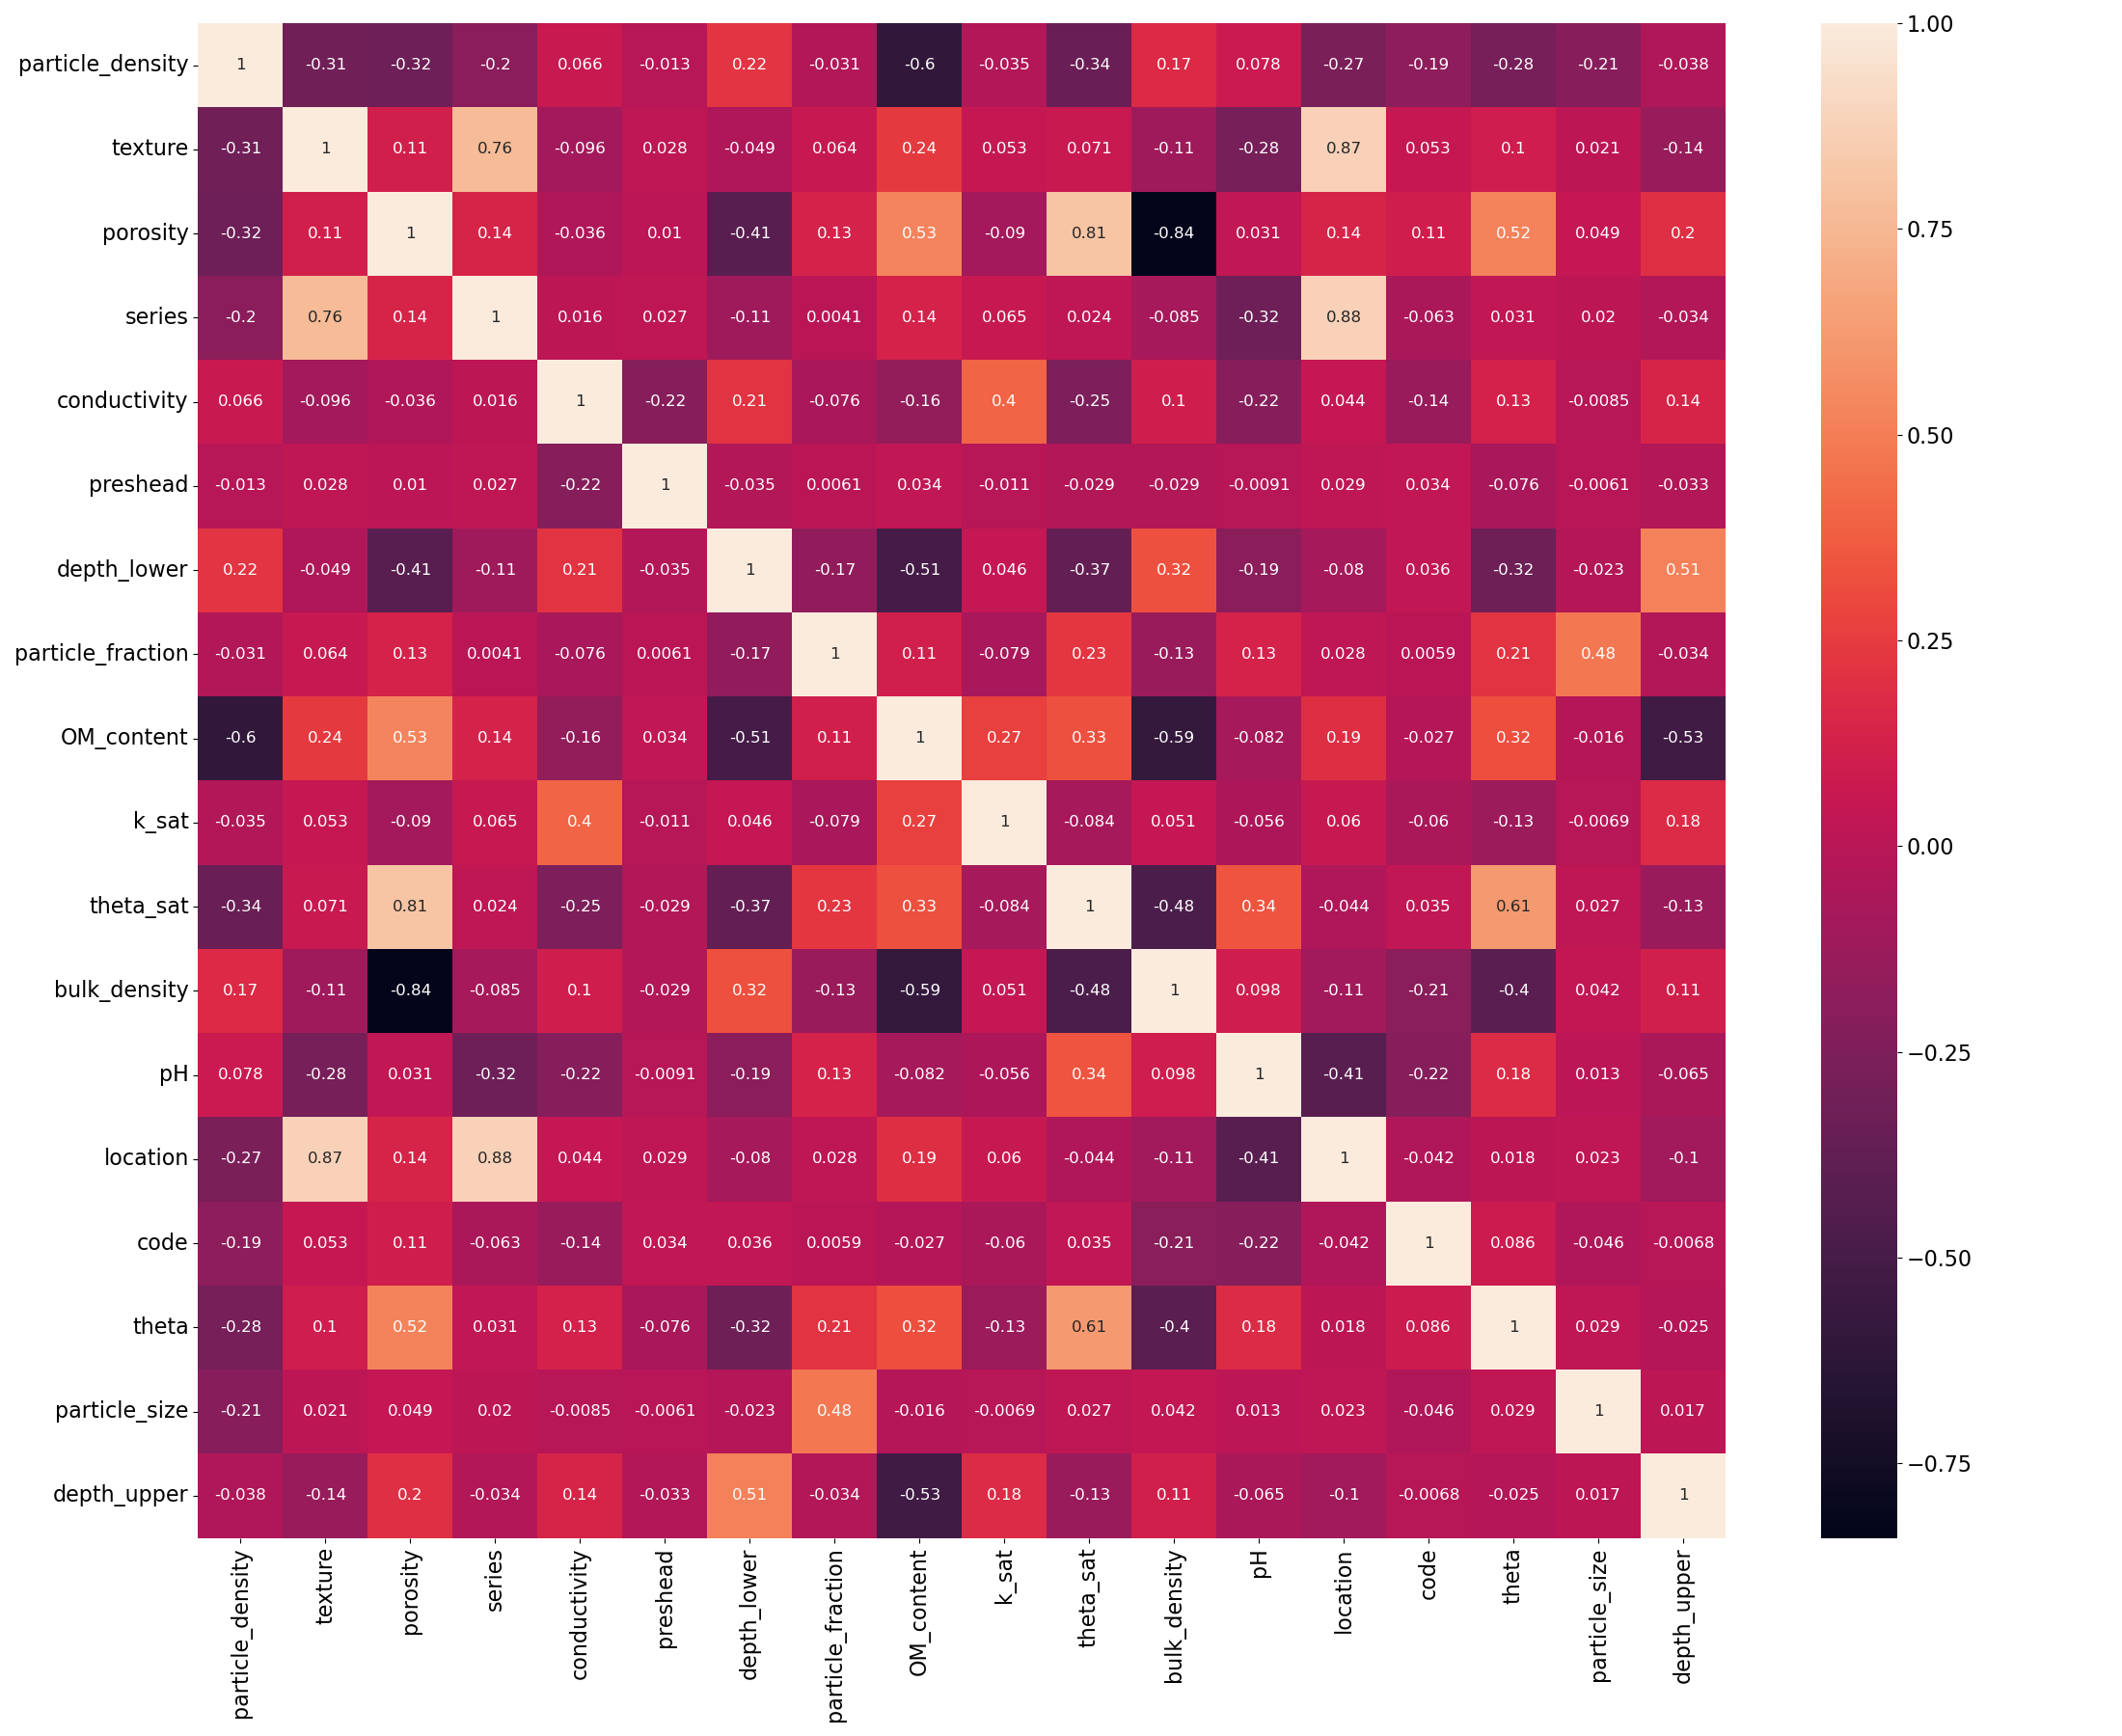 particle_density 1 -0.31 -0.32 -0.2 0.066 -0.013 0.22 -0.031 -0.6 -0.035 -0.34 0.17 0.078 -0.27 -0.19 -0.28 -0.21 -0.038
texture -0.31 1 0.11 0.76 -0.096 0.028 -0.049 0.064 0.24 0.053 0.071 -0.11 -0.28 0.87 0.053 0.1 0.021 -0.14
porosity -0.32 0.11 1 0.14 -0.036 0.01 -0.41 0.13 0.53 -0.09 0.81 -0.84 0.031 0.14 0.11 0.52 0.049 0.2
series -0.2 0.76 0.14 1 0.016 0.027 -0.11 0.0041 0.14 0.065 0.024 -0.085 -0.32 0.88 -0.063 0.031 0.02 -0.034
conductivity 0.066 -0.096 -0.036 0.016 1 -0.22 0.21 -0.076 -0.16 0.4 -0.25 0.1 -0.22 0.044 -0.14 0.13 -0.0085 0.14
preshead -0.013 0.028 0.01 0.027 -0.22 1 -0.035 0.0061 0.034 -0.011 -0.029 -0.029 -0.0091 0.029 0.034 -0.076 -0.0061 -0.033
depth_lower 0.22 -0.049 -0.41 -0.11 0.21 -0.035 1 -0.17 -0.51 0.046 -0.37 0.32 -0.19 -0.08 0.036 -0.32 -0.023 0.51
particle_fraction -0.031 0.064 0.13 0.0041 -0.076 0.0061 -0.17 1 0.11 -0.079 0.23 -0.13 0.13 0.028 0.0059 0.21 0.48 -0.034
OM_content -0.6 0.24 0.53 0.14 -0.16 0.034 -0.51 0.11 1 0.27 0.33 -0.59 -0.082 0.19 -0.027 0.32 -0.016 -0.53
k_sat -0.035 0.053 -0.09 0.065 0.4 -0.011 0.046 -0.079 0.27 1 -0.084 0.051 -0.056 0.06 -0.06 -0.13 -0.0069 0.18
theta_sat -0.34 0.071 0.81 0.024 -0.25 -0.029 -0.37 0.23 0.33 -0.084 1 -0.48 0.34 -0.044 0.035 0.61 0.027 -0.13
bulk_density 0.17 -0.11 -0.84 -0.085 0.1 -0.029 0.32 -0.13 -0.59 0.051 -0.48 1 0.098 -0.11 -0.21 -0.4 0.042 0.11
pH 0.078 -0.28 0.031 -0.32 -0.22 -0.0091 -0.19 0.13 -0.082 -0.056 0.34 0.098 1 -0.41 -0.22 0.18 0.013 -0.065
location -0.27 0.87 0.14 0.88 0.044 0.029 -0.08 0.028 0.19 0.06 -0.044 -0.11 -0.41 1 -0.042 0.018 0.023 -0.1
code -0.19 0.053 0.11 -0.063 -0.14 0.034 0.036 0.0059 -0.027 -0.06 0.035 -0.21 -0.22 -0.042 1 0.086 -0.046 -0.0068
theta -0.28 0.1 0.52 0.031 0.13 -0.076 -0.32 0.21 0.32 -0.13 0.61 -0.4 0.18 0.018 0.086 1 0.029 -0.025
particle_size -0.21 0.021 0.049 0.02 -0.0085 -0.0061 -0.023 0.48 -0.016 -0.0069 0.027 0.042 0.013 0.023 -0.046 0.029 1 0.017
depth_upper -0.038 -0.14 0.2 -0.034 0.14 -0.033 0.51 -0.034 -0.53 0.18 -0.13 0.11 -0.065 -0.1 -0.0068 -0.025 0.017 1
particle_density
texture
porosity
series
conductivity
preshead
depth_lower
particle_fraction
OM_content
k_sat
theta_sat
bulk_density
pH
location
code
theta
particle_size
depth_upper
1.00
0.75
0.50
0.25
0.00
−0.25
−0.50
−0.75